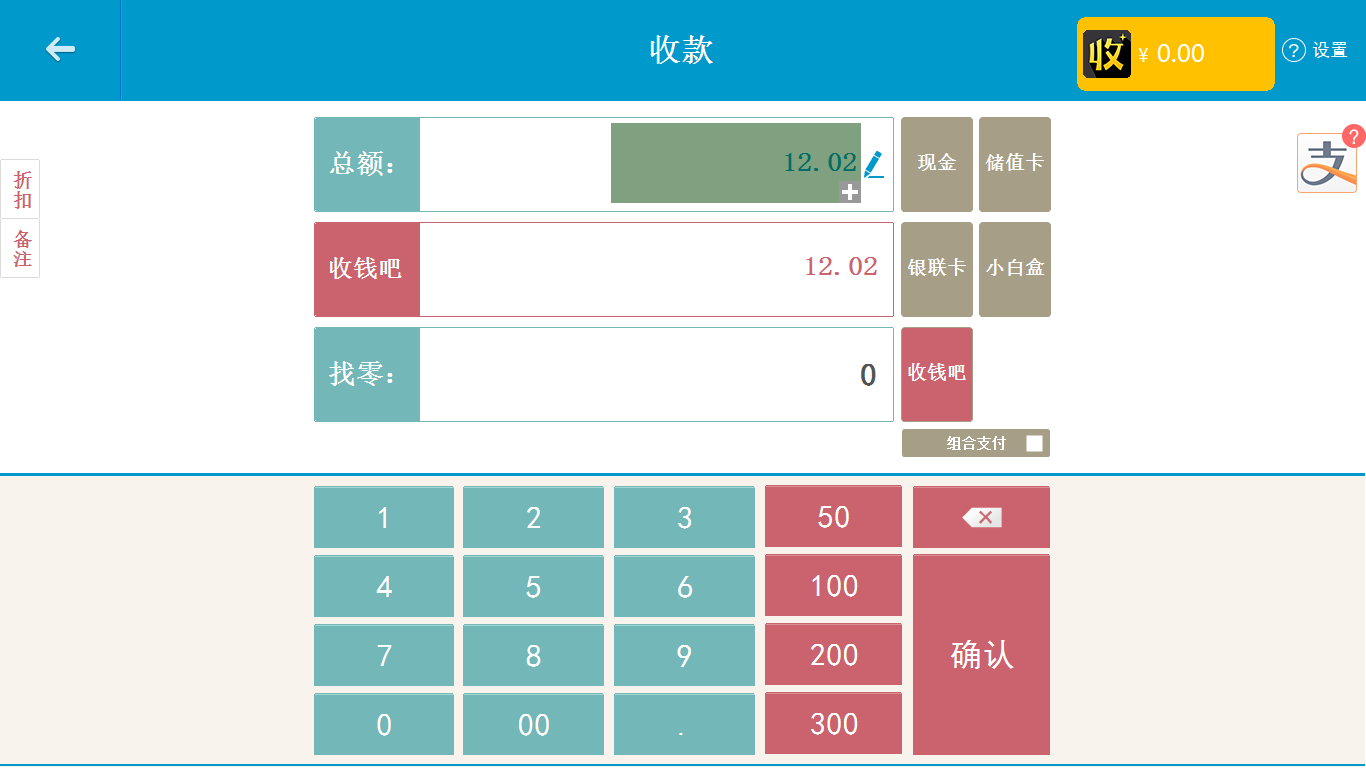 收款
收 ¥ 0.00
? 设置
折扣
备注
总额: 12.02
现金 储值卡
支 ?
收钱吧 12.02
银联卡 小白盒
找零: 0
收钱吧
组合支付
1 2 3 50
4 5 6 100
7 8 9 200
确认
0 00 . 300